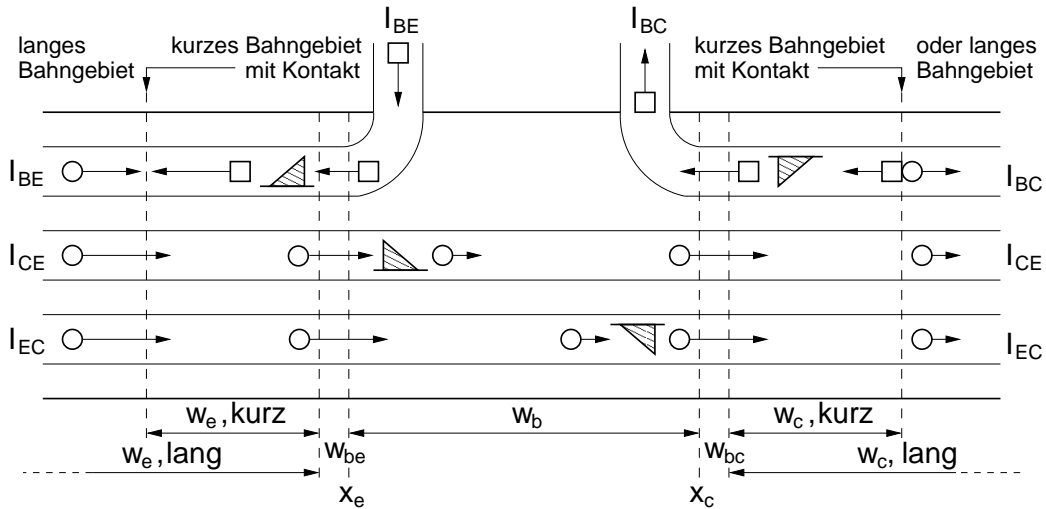 I_BE
I_BC
langes
Bahngebiet
kurzes Bahngebiet
mit Kontakt
kurzes Bahngebiet
mit Kontakt
oder langes
Bahngebiet
I_BE
I_BC
I_CE
I_CE
I_EC
I_EC
w_e,kurz
w_b
w_c,kurz
w_e,lang
w_be
w_bc
w_c, lang
x_e
x_c